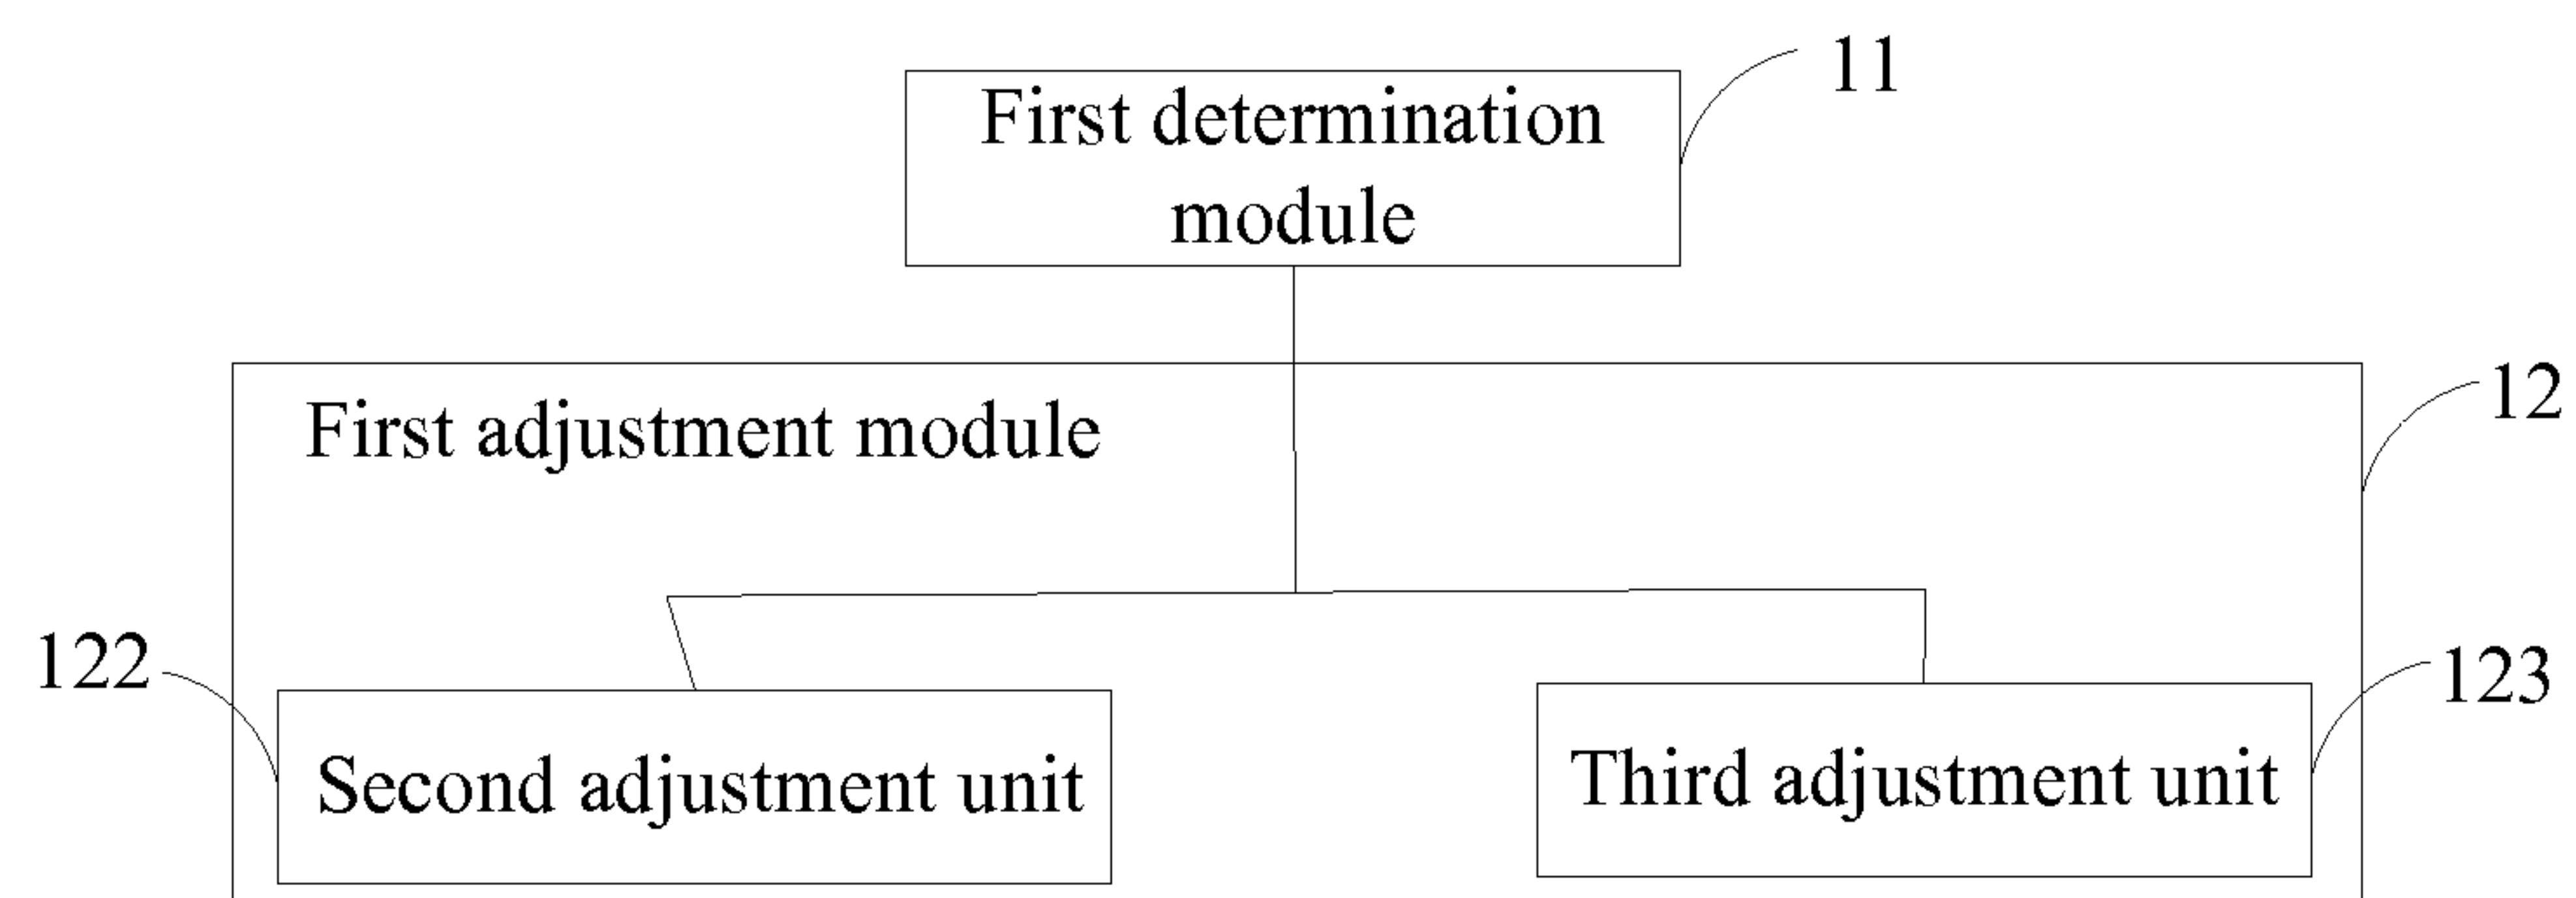 First determination
module
11
First adjustment module
12
122
Second adjustment unit
Third adjustment unit
123